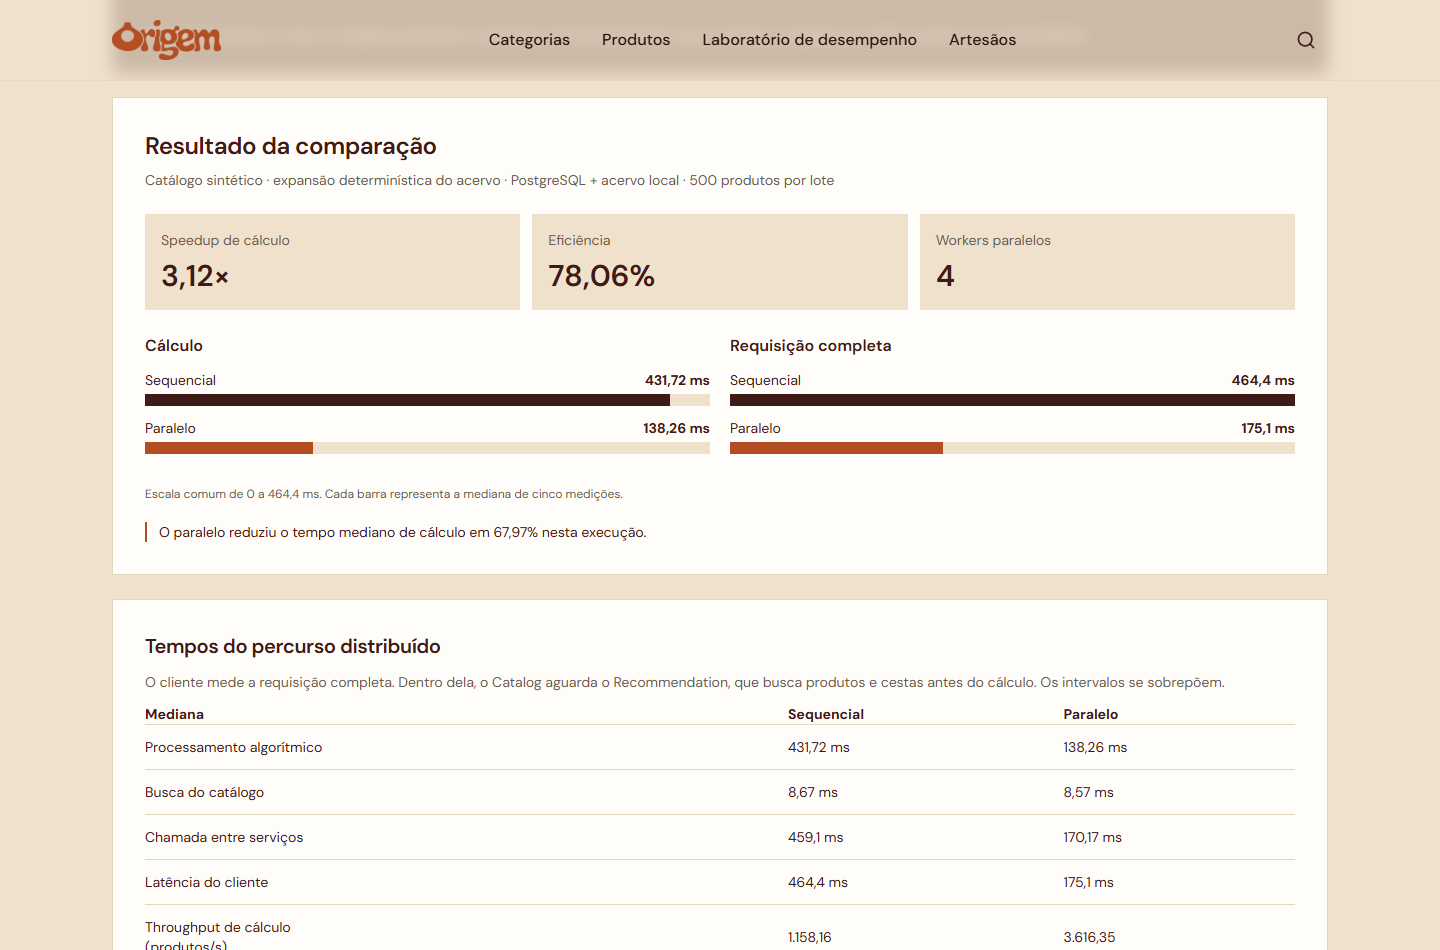 Origem
Categorias Produtos Laboratório de desempenho Artesãos
Resultado da comparação
Catálogo sintético · expansão determinística do acervo · PostgreSQL + acervo local · 500 produtos por lote
Speedup de cálculo
3,12×
Eficiência
78,06%
Workers paralelos
4
Cálculo
Sequencial 431,72 ms
Paralelo 138,26 ms
Requisição completa
Sequencial 464,4 ms
Paralelo 175,1 ms
Escala comum de 0 a 464,4 ms. Cada barra representa a mediana de cinco medições.
O paralelo reduziu o tempo mediano de cálculo em 67,97% nesta execução.
Tempos do percurso distribuído
O cliente mede a requisição completa. Dentro dela, o Catalog aguarda o Recommendation, que busca produtos e cestas antes do cálculo. Os intervalos se sobrepõem.
Mediana Sequencial Paralelo
Processamento algorítmico 431,72 ms 138,26 ms
Busca do catálogo 8,67 ms 8,57 ms
Chamada entre serviços 459,1 ms 170,17 ms
Latência do cliente 464,4 ms 175,1 ms
Throughput de cálculo 1.158,16 3.616,35
(produtos/s)